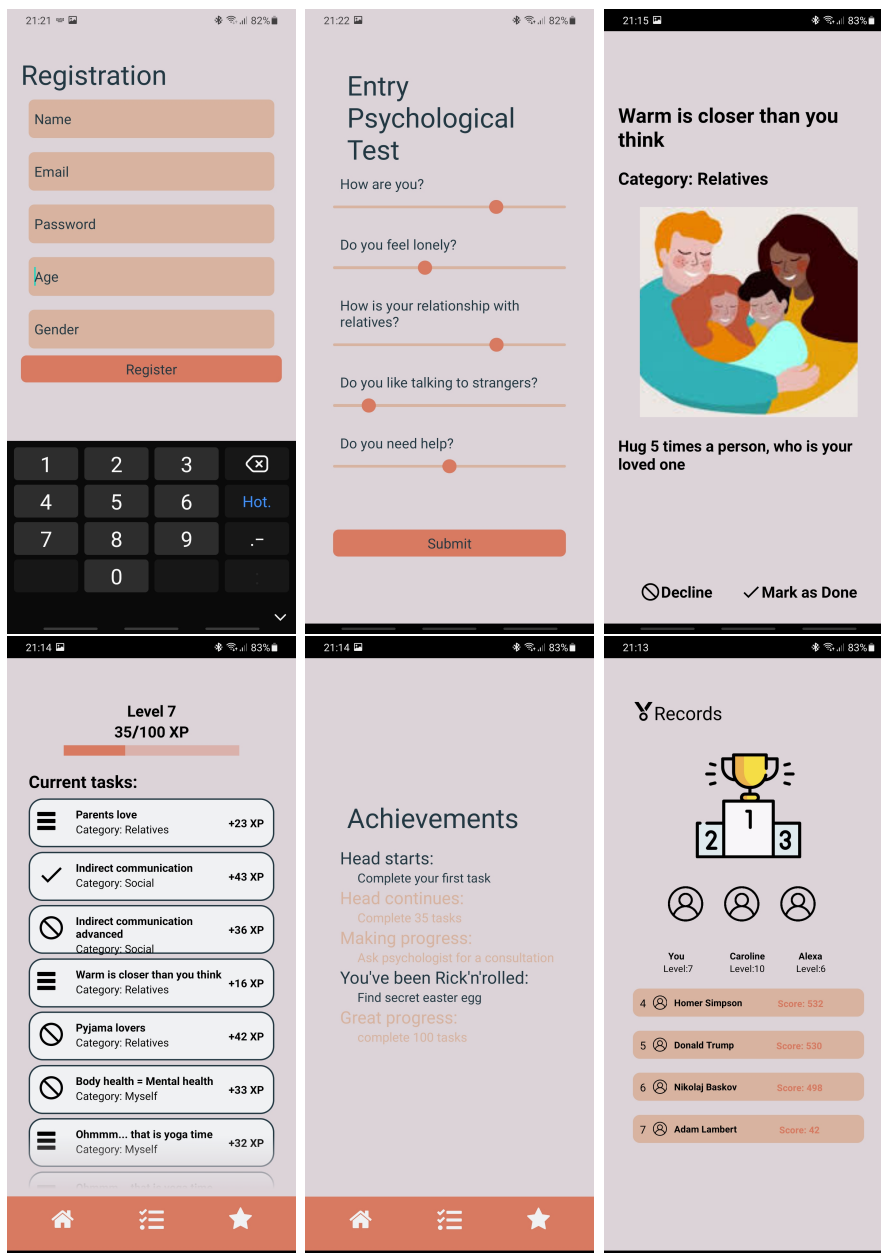 21:21 82%
Registration
Name
Email
Password
Age
Gender
Register
1 2 3
4 5 6 Hot.
7 8 9 .-
0 :
21:22 82%
Entry
Psychological
Test
How are you?
Do you feel lonely?
How is your relationship with
relatives?
Do you like talking to strangers?
Do you need help?
Submit
21:15 83%
Warm is closer than you
think
Category: Relatives
Hug 5 times a person, who is your
loved one
Decline Mark as Done
21:14 83%
Level 7
35/100 XP
Current tasks:
Parents love
Category: Relatives
+23 XP
Indirect communication
Category: Social
+43 XP
Indirect communication
advanced
Category: Social
+36 XP
Warm is closer than you think
Category: Relatives
+16 XP
Pyjama lovers
Category: Relatives
+42 XP
Body health = Mental health
Category: Myself
+33 XP
Ohmmm... that is yoga time
Category: Myself
+32 XP
21:14 83%
Achievements
Head starts:
Complete your first task
Head continues:
Complete 35 tasks
Making progress:
Ask psychologist for a consultation
You've been Rick'n'rolled:
Find secret easter egg
Great progress:
complete 100 tasks
21:13 83%
Records
1
2 3
You Caroline Alexa
Level:7 Level:10 Level:6
4 Homer Simpson Score: 532
5 Donald Trump Score: 530
6 Nikolaj Baskov Score: 498
7 Adam Lambert Score: 42